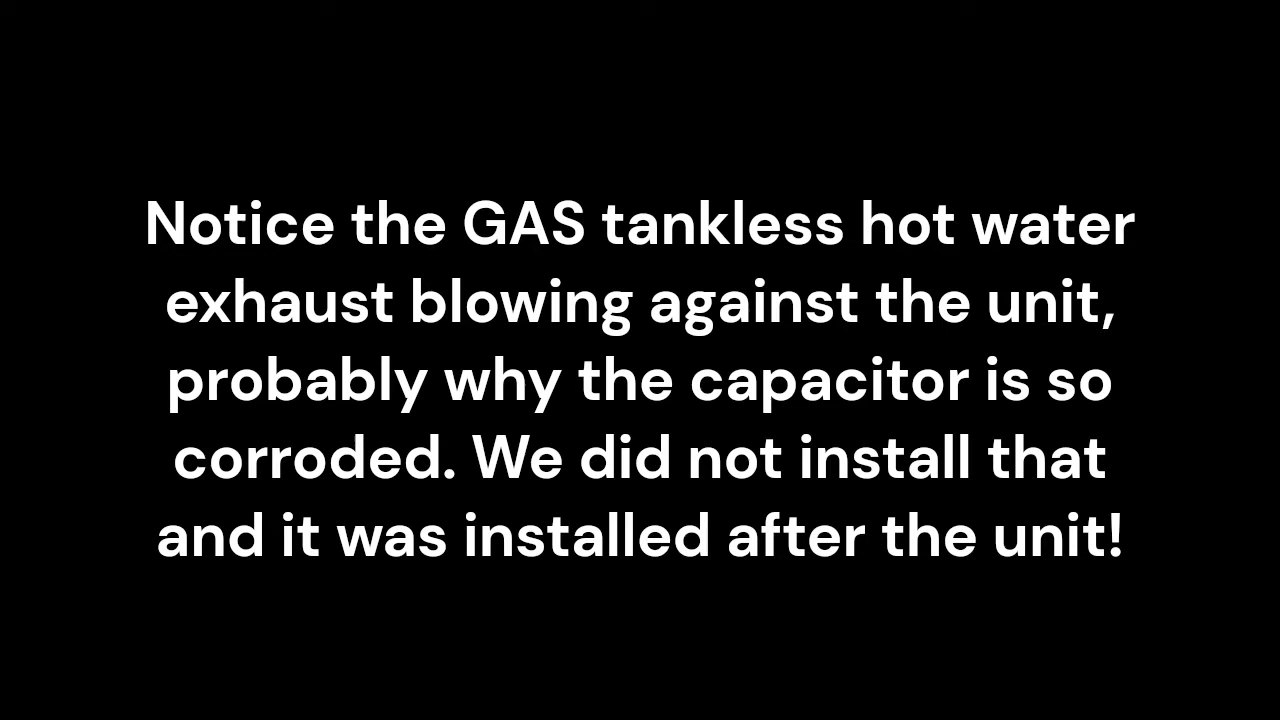 Notice the GAS tankless hot water
exhaust blowing against the unit,
probably why the capacitor is so
corroded. We did not install that
and it was installed after the unit!